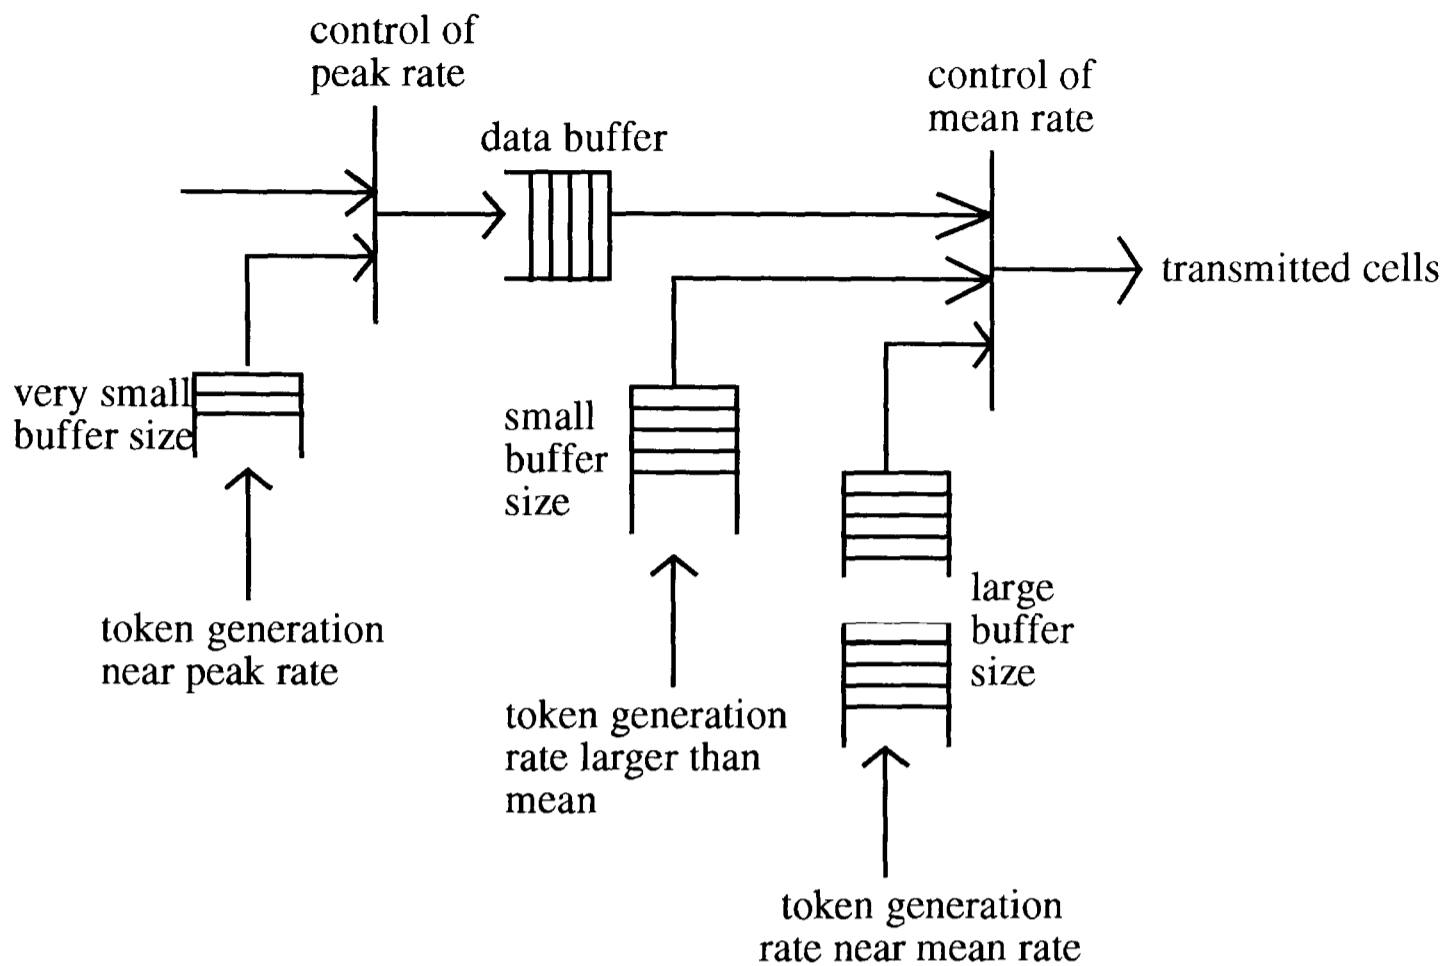 control of
peak rate
control of
mean rate
data buffer
transmitted cells
very small
buffer size
small
buffer
size
large
buffer
size
token generation
near peak rate
token generation
rate larger than
mean
token generation
rate near mean rate